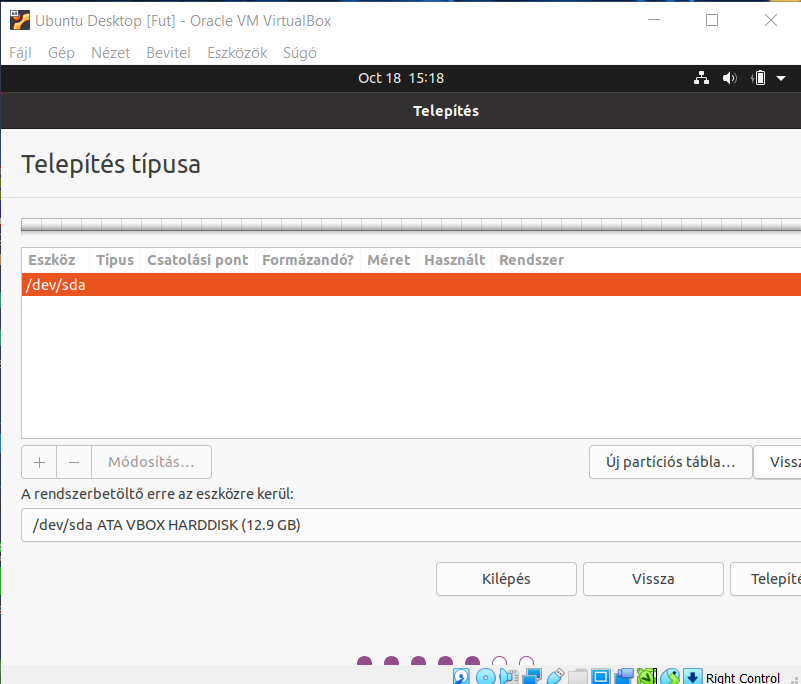 Ubuntu Desktop [Fut] - Oracle VM VirtualBox
Fájl Gép Nézet Bevitel Eszközök Súgó
Oct 18 15:18
Telepítés
Telepítés típusa
Eszköz Típus Csatolási pont Formázandó? Méret Használt Rendszer
/dev/sda
+ − Módosítás... Új partíciós tábla... Vissz
A rendszerbetöltő erre az eszközre kerül:
/dev/sda ATA VBOX HARDDISK (12.9 GB)
Kilépés Vissza Telepíté
Right Control